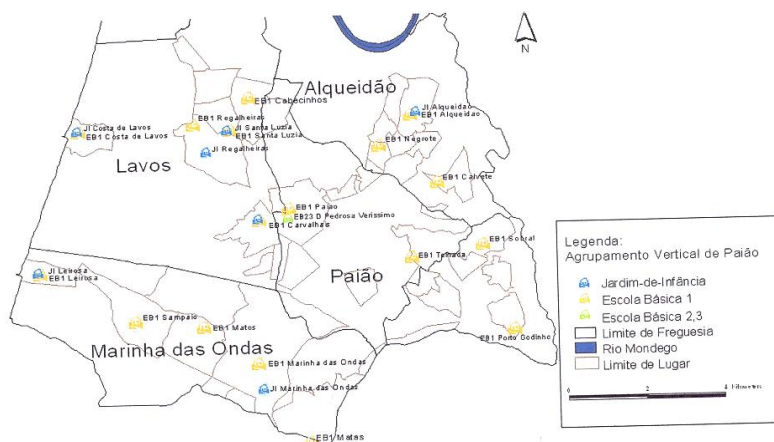 N
Alqueidão
EB1 Cabecinhos
JI Alqueidão
EB1 Alqueidão
EB1 Regalheiras
JI Costa de Lavos
EB1 Costa de Lavos
JI Santa Luzia
EB1 Santa Luzia
EB1 Negrote
JI Regalheiras
Lavos
EB1 Calvete
EB1 Paião
EB23 D Pedrosa Veríssimo
EB1 Carvalhais
EB1 Sobral
EB1 Telhada
Paião
JI Leirosa
EB1 Leirosa
EB1 Sampaio
EB1 Matos
EB1 Porto Godinho
Marinha das Ondas
EB1 Marinha das Ondas
JI Marinha das Ondas
EB1 Matas
Legenda:
Agrupamento Vertical de Paião
Jardim-de-Infância
Escola Básica 1
Escola Básica 2,3
Limite de Freguesia
Rio Mondego
Limite de Lugar
0 2 4 Kilometers